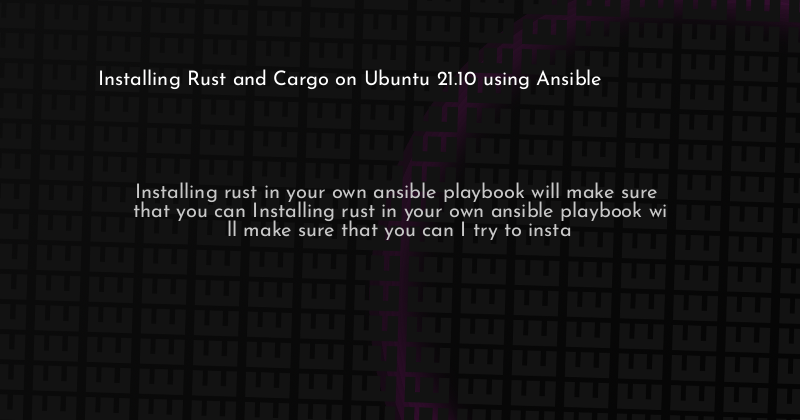 Installing Rust and Cargo on Ubuntu 21.10 using Ansible
Installing rust in your own ansible playbook will make sure
that you can Installing rust in your own ansible playbook wi
ll make sure that you can I try to insta